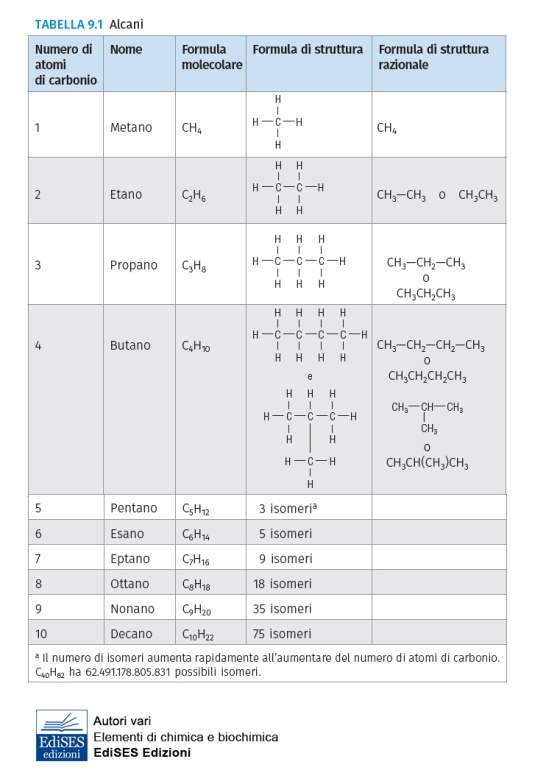 TABELLA 9.1 Alcani
Numero di atomi di carbonio Nome Formula molecolare Formula di struttura Formula di struttura razionale
1 Metano CH₄ CH₄
H
H—C—H
H
2 Etano C₂H₆ CH₃—CH₃ o CH₃CH₃
H H
H—C—C—H
H H
3 Propano C₃H₈
H H H
H—C—C—C—H
H H H
CH₃—CH₂—CH₃
o
CH₃CH₂CH₃
4 Butano C₄H₁₀
H H H H
H—C—C—C—C—H
H H H H
e
H H H
H—C—C—C—H
H H
H—C—H
H
CH₃—CH₂—CH₂—CH₃
o
CH₃CH₂CH₂CH₃
CH₃—CH—CH₃
CH₃
o
CH₃CH(CH₃)CH₃
5 Pentano C₅H₁₂ 3 isomeriᵃ
6 Esano C₆H₁₄ 5 isomeri
7 Eptano C₇H₁₆ 9 isomeri
8 Ottano C₈H₁₈ 18 isomeri
9 Nonano C₉H₂₀ 35 isomeri
10 Decano C₁₀H₂₂ 75 isomeri
ᵃ Il numero di isomeri aumenta rapidamente all'aumentare del numero di atomi di carbonio.
C₄₀H₈₂ ha 62.491.178.805.831 possibili isomeri.
EdiSES
edizioni
Autori vari
Elementi di chimica e biochimica
EdiSES Edizioni